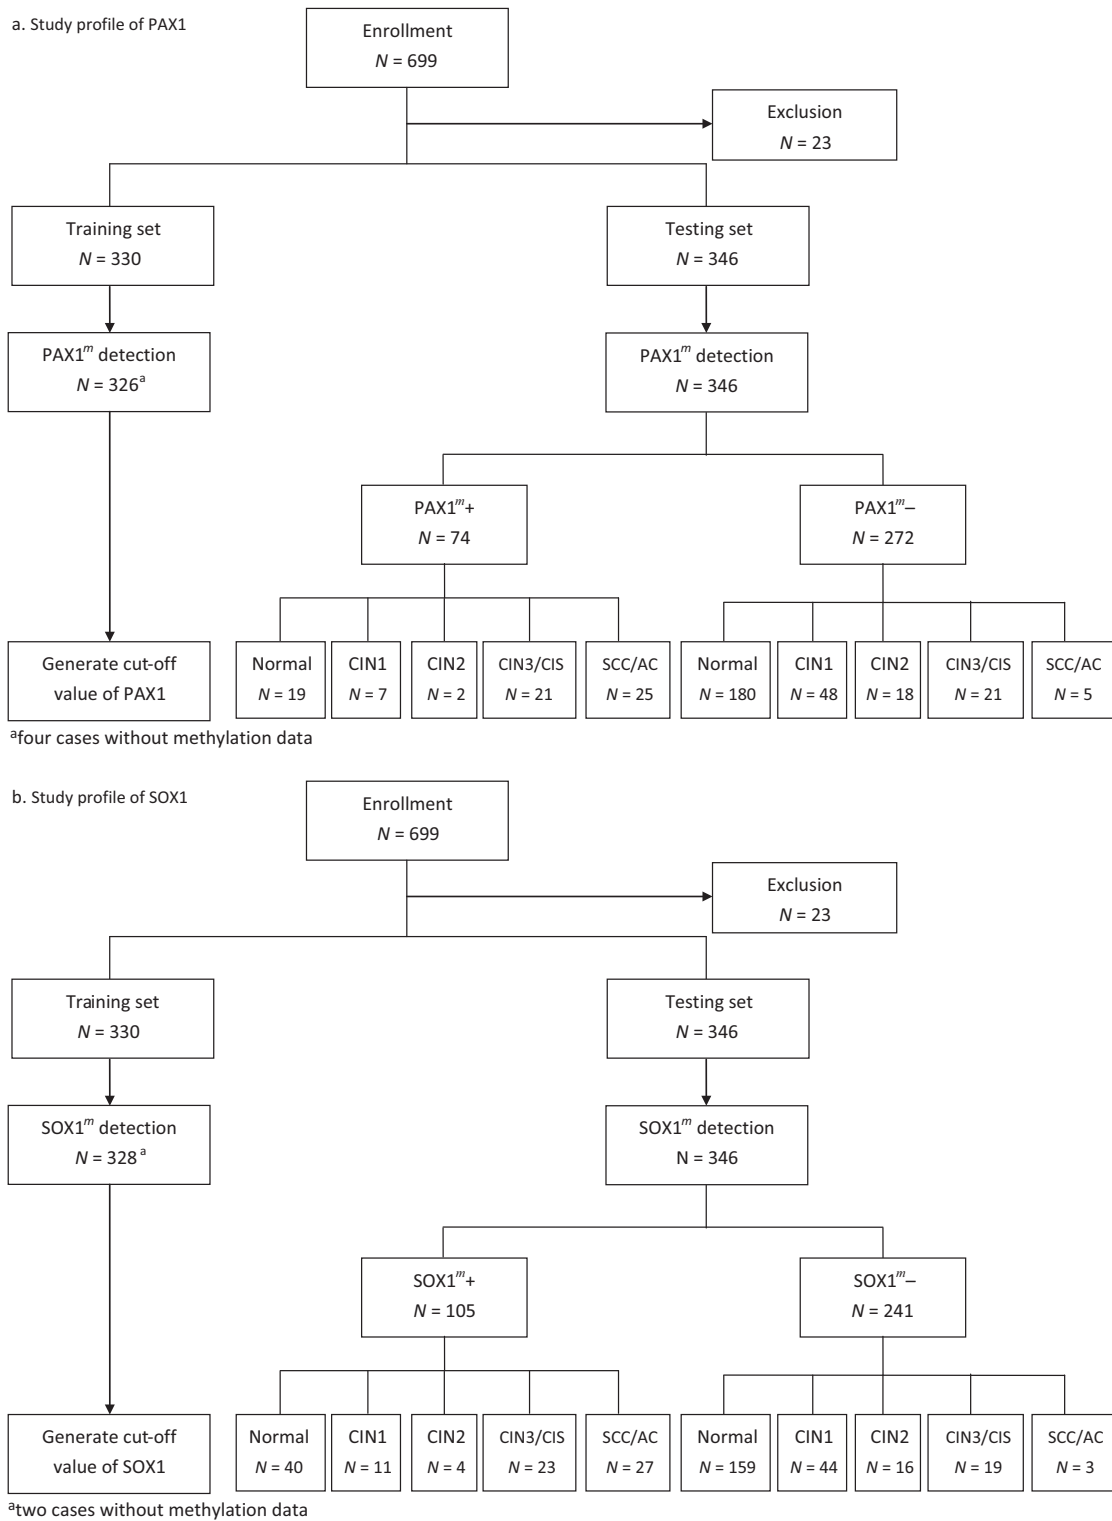 a. Study profile of PAX1
Enrollment
N = 699
Exclusion
N = 23
Training set
N = 330
Testing set
N = 346
PAX1ᵐ detection
N = 326ᵃ
PAX1ᵐ detection
N = 346
PAX1ᵐ+
N = 74
PAX1ᵐ–
N = 272
Generate cut-off
value of PAX1
Normal
N = 19
CIN1
N = 7
CIN2
N = 2
CIN3/CIS
N = 21
SCC/AC
N = 25
Normal
N = 180
CIN1
N = 48
CIN2
N = 18
CIN3/CIS
N = 21
SCC/AC
N = 5
ᵃfour cases without methylation data
b. Study profile of SOX1
Enrollment
N = 699
Exclusion
N = 23
Training set
N = 330
Testing set
N = 346
SOX1ᵐ detection
N = 328 ᵃ
SOX1ᵐ detection
N = 346
SOX1ᵐ+
N = 105
SOX1ᵐ–
N = 241
Generate cut-off
value of SOX1
Normal
N = 40
CIN1
N = 11
CIN2
N = 4
CIN3/CIS
N = 23
SCC/AC
N = 27
Normal
N = 159
CIN1
N = 44
CIN2
N = 16
CIN3/CIS
N = 19
SCC/AC
N = 3
ᵃtwo cases without methylation data